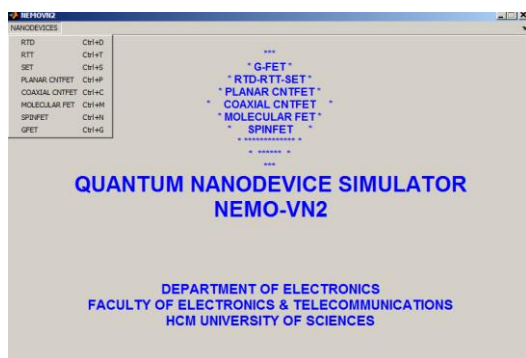 NEMOVN2
NANODEVICES
RTD Ctrl+D
RTT Ctrl+T
SET Ctrl+S
PLANAR CNTFET Ctrl+P
COAXIAL CNTFET Ctrl+C
MOLECULAR FET Ctrl+M
SPINFET Ctrl+N
GFET Ctrl+G
***
* G-FET *
* RTD-RTT-SET *
* PLANAR CNTFET *
* COAXIAL CNTFET *
* MOLECULAR FET *
* SPINFET *
* ************* *
* ****** *
***
QUANTUM NANODEVICE SIMULATOR
NEMO-VN2
DEPARTMENT OF ELECTRONICS
FACULTY OF ELECTRONICS & TELECOMMUNICATIONS
HCM UNIVERSITY OF SCIENCES